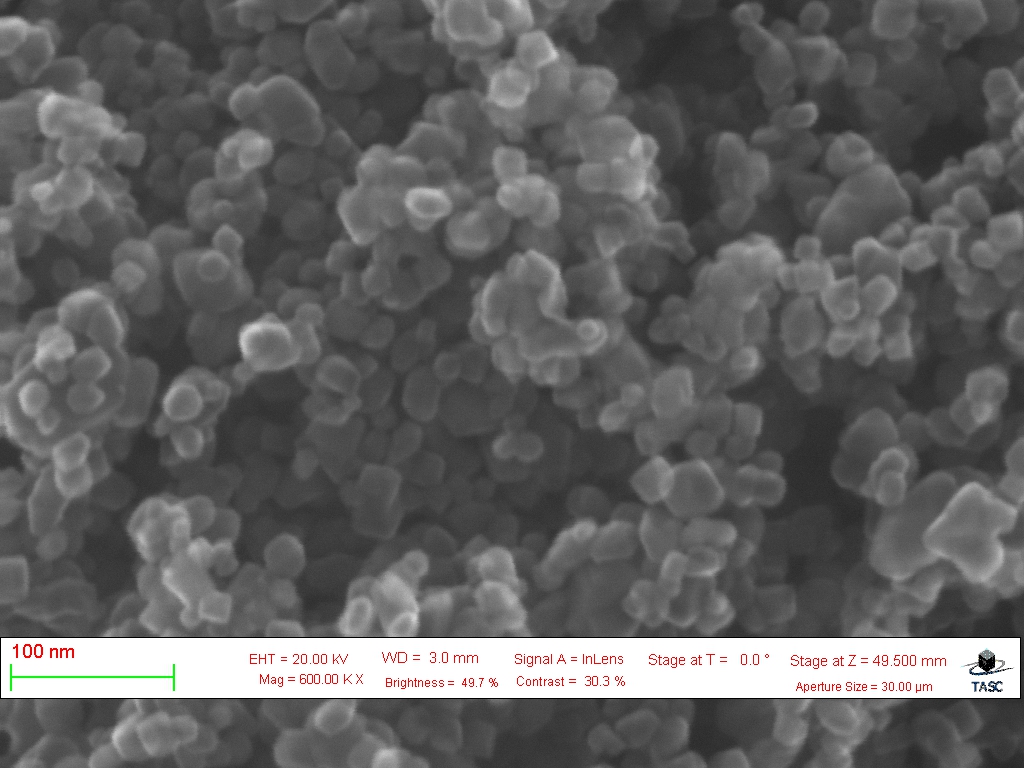 100 nm
EHT = 20.00 kV
WD = 3.0 mm
Signal A = InLens
Stage at T = 0.0 °
Stage at Z = 49.500 mm
Mag = 600.00 K X
Brightness = 49.7 %
Contrast = 30.3 %
Aperture Size = 30.00 µm
TASC